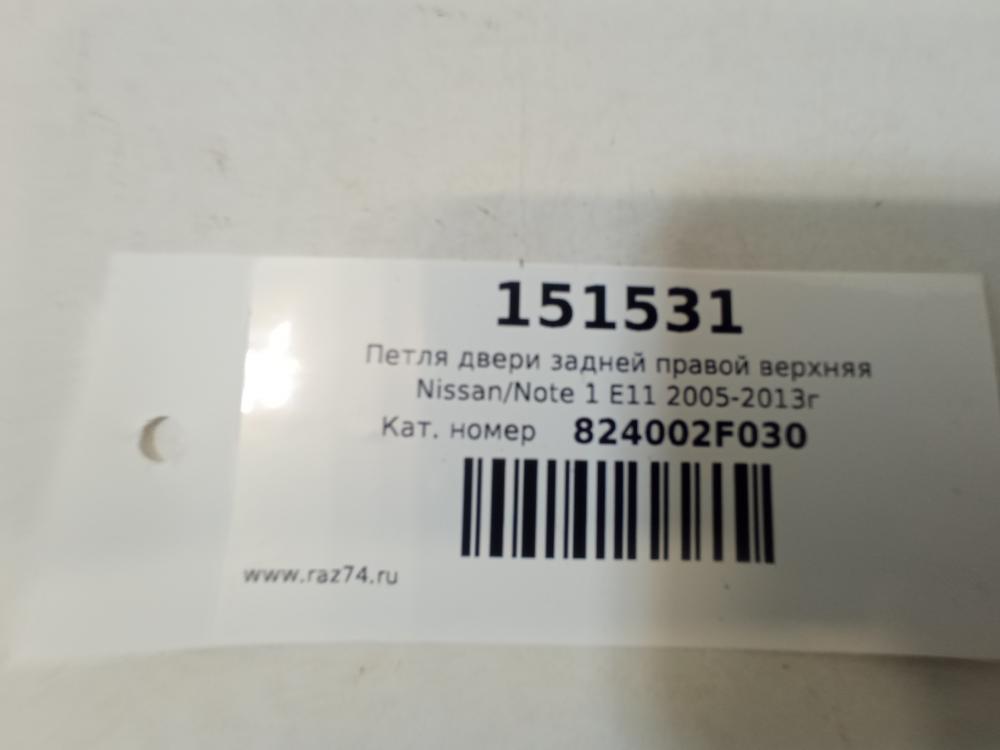 151531
Петля двери задней правой верхняя
Nissan/Note 1 E11 2005-2013г
Кат. номер 824002F030
www.raz74.ru